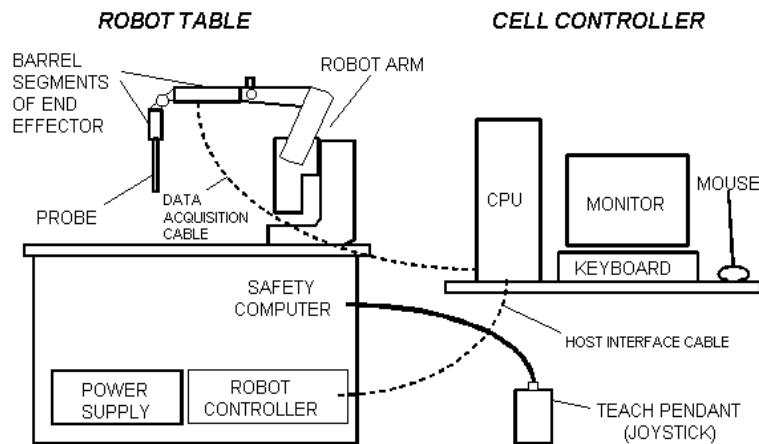 ROBOT TABLE
CELL CONTROLLER
BARREL
SEGMENTS
OF END
EFFECTOR
ROBOT ARM
PROBE
DATA
ACQUISITION
CABLE
CPU
MONITOR
MOUSE
KEYBOARD
SAFETY
COMPUTER
HOST INTERFACE CABLE
POWER
SUPPLY
ROBOT
CONTROLLER
TEACH PENDANT
(JOYSTICK)